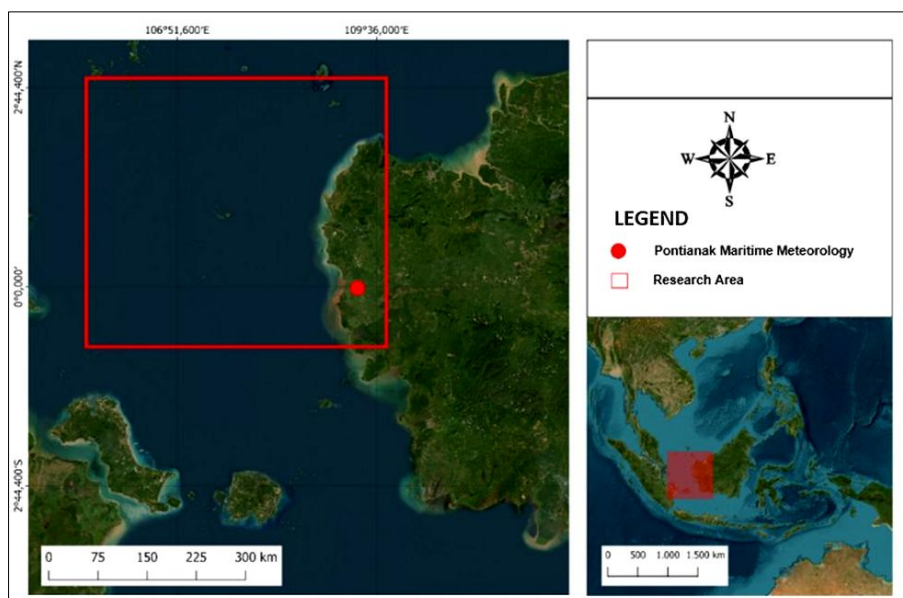 106°51,600'E 109°36,000'E
2°44,400'N
0°0,000'
2°44,400'S
0 75 150 225 300 km
N
W E
S
LEGEND
Pontianak Maritime Meteorology
Research Area
0 500 1.000 1.500 km